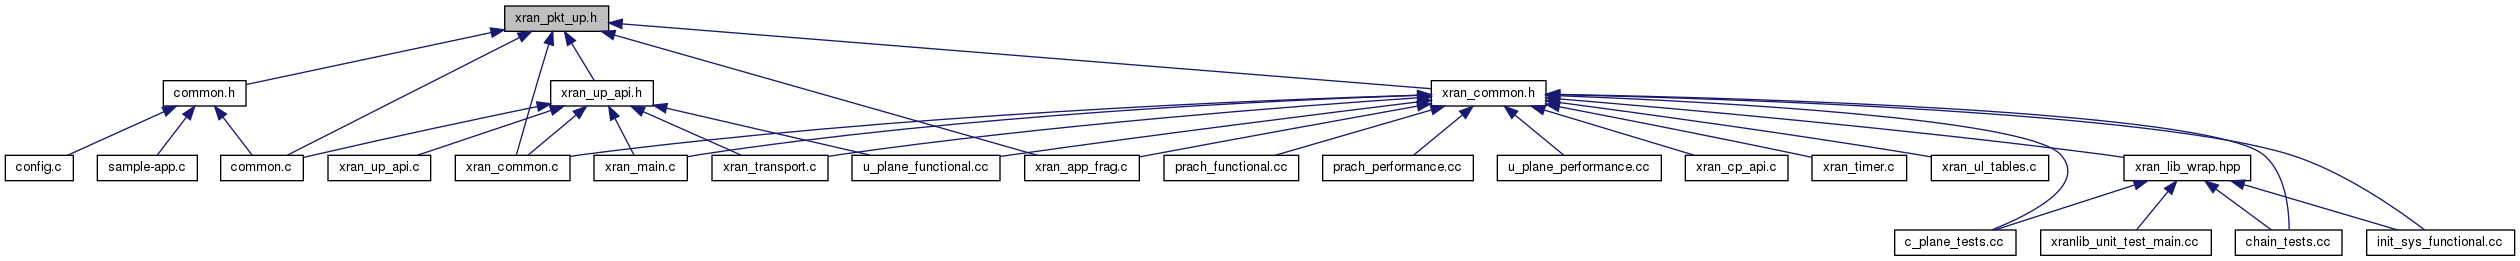 xran_pkt_up.h
common.h
xran_up_api.h
xran_common.h
config.c
sample-app.c
common.c
xran_up_api.c
xran_common.c
xran_main.c
xran_transport.c
u_plane_functional.cc
xran_app_frag.c
prach_functional.cc
prach_performance.cc
u_plane_performance.cc
xran_cp_api.c
xran_timer.c
xran_ul_tables.c
xran_lib_wrap.hpp
c_plane_tests.cc
xranlib_unit_test_main.cc
chain_tests.cc
init_sys_functional.cc